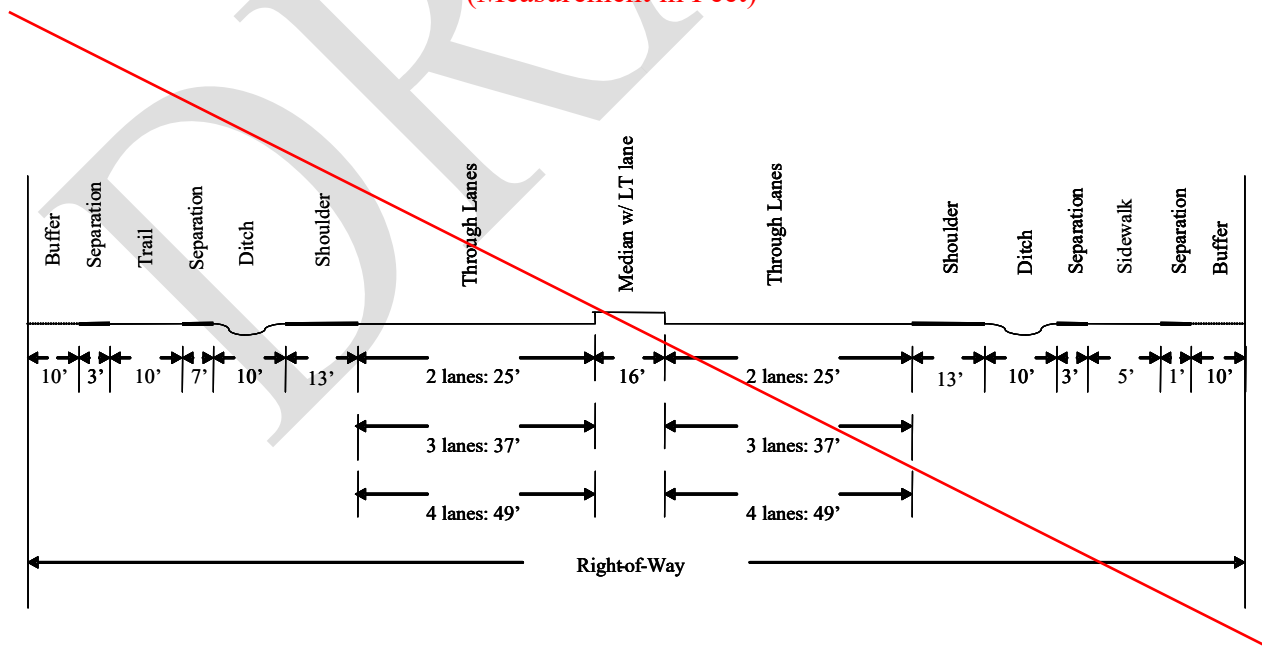 (Measurement in Feet)
DRA
Buffer
Separation
Trail
Separation
Ditch
Shoulder
Through Lanes
Median w/ LT lane
Through Lanes
Shoulder
Ditch
Separation
Sidewalk
Separation
Buffer
10’ 3’ 10’ 7’ 10’ 13’ 2 lanes: 25’ 16’ 2 lanes: 25’ 13’ 10’ 3’ 5’ 1’ 10’
3 lanes: 37’ 3 lanes: 37’
4 lanes: 49’ 4 lanes: 49’
Right-of-Way